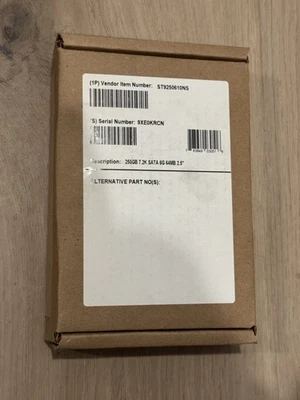 (1P) Vendor Item Number: ST9250610NS
(S) Serial Number: 9XE0KRCN
Description: 250GB 7.2K SATA 6G 64MB 2.5"
ALTERNATIVE PART NO(S):